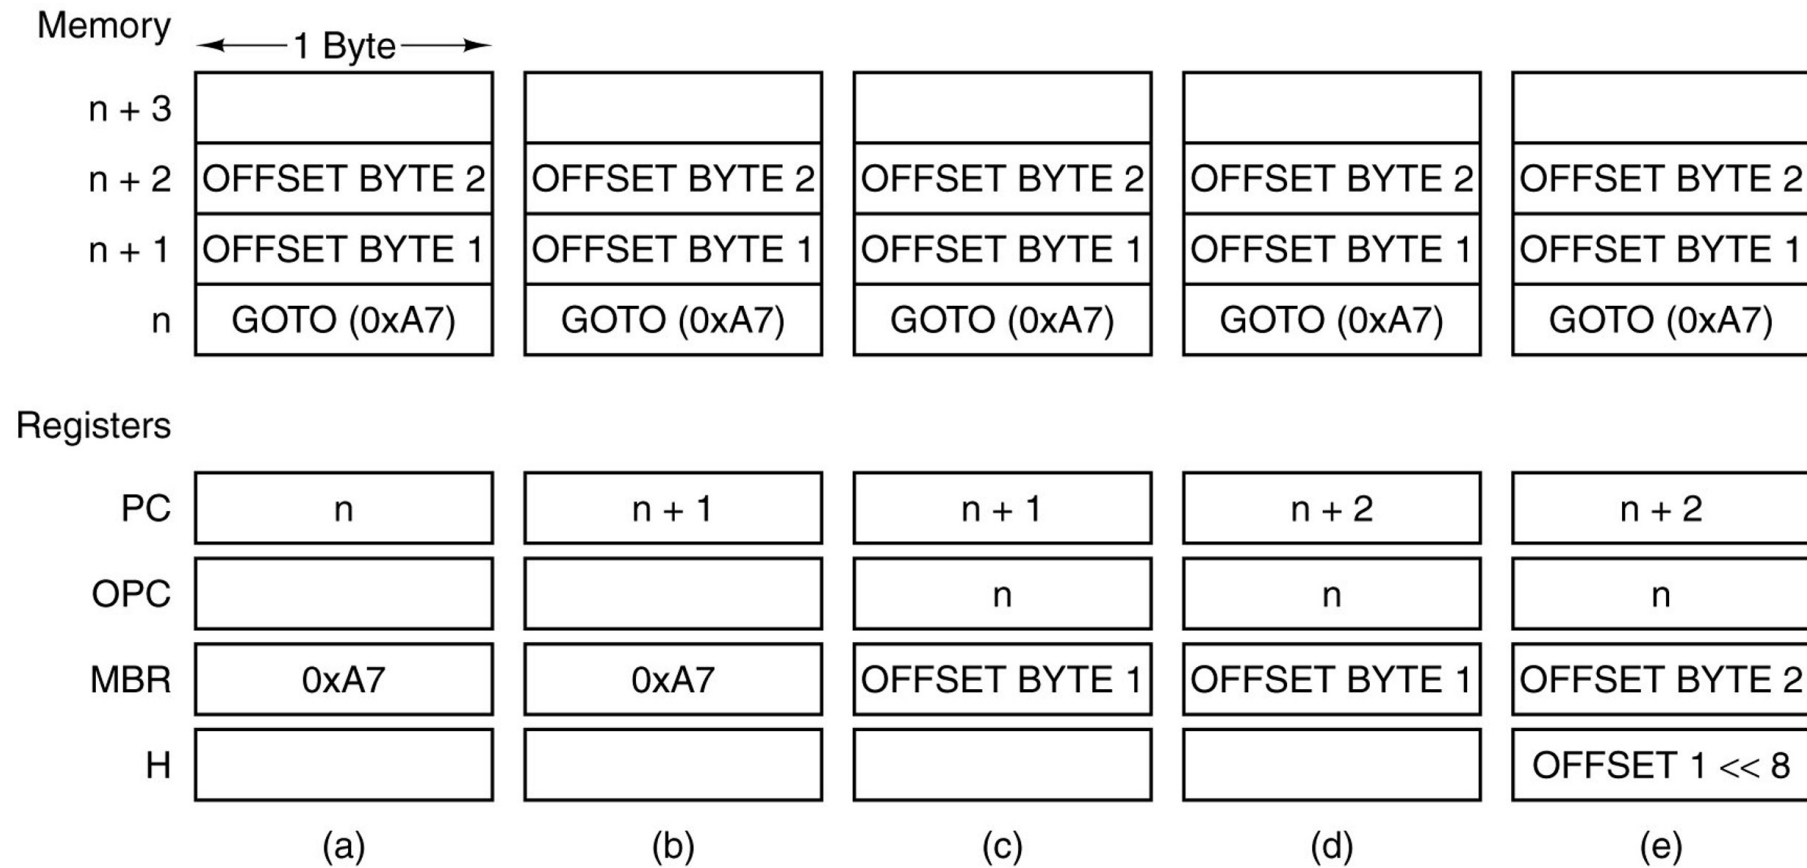 Memory
1 Byte
n + 3
n + 2 OFFSET BYTE 2 OFFSET BYTE 2 OFFSET BYTE 2 OFFSET BYTE 2 OFFSET BYTE 2
n + 1 OFFSET BYTE 1 OFFSET BYTE 1 OFFSET BYTE 1 OFFSET BYTE 1 OFFSET BYTE 1
n GOTO (0xA7) GOTO (0xA7) GOTO (0xA7) GOTO (0xA7) GOTO (0xA7)
Registers
PC n n + 1 n + 1 n + 2 n + 2
OPC n n n
MBR 0xA7 0xA7 OFFSET BYTE 1 OFFSET BYTE 1 OFFSET BYTE 2
H OFFSET 1 << 8
(a) (b) (c) (d) (e)